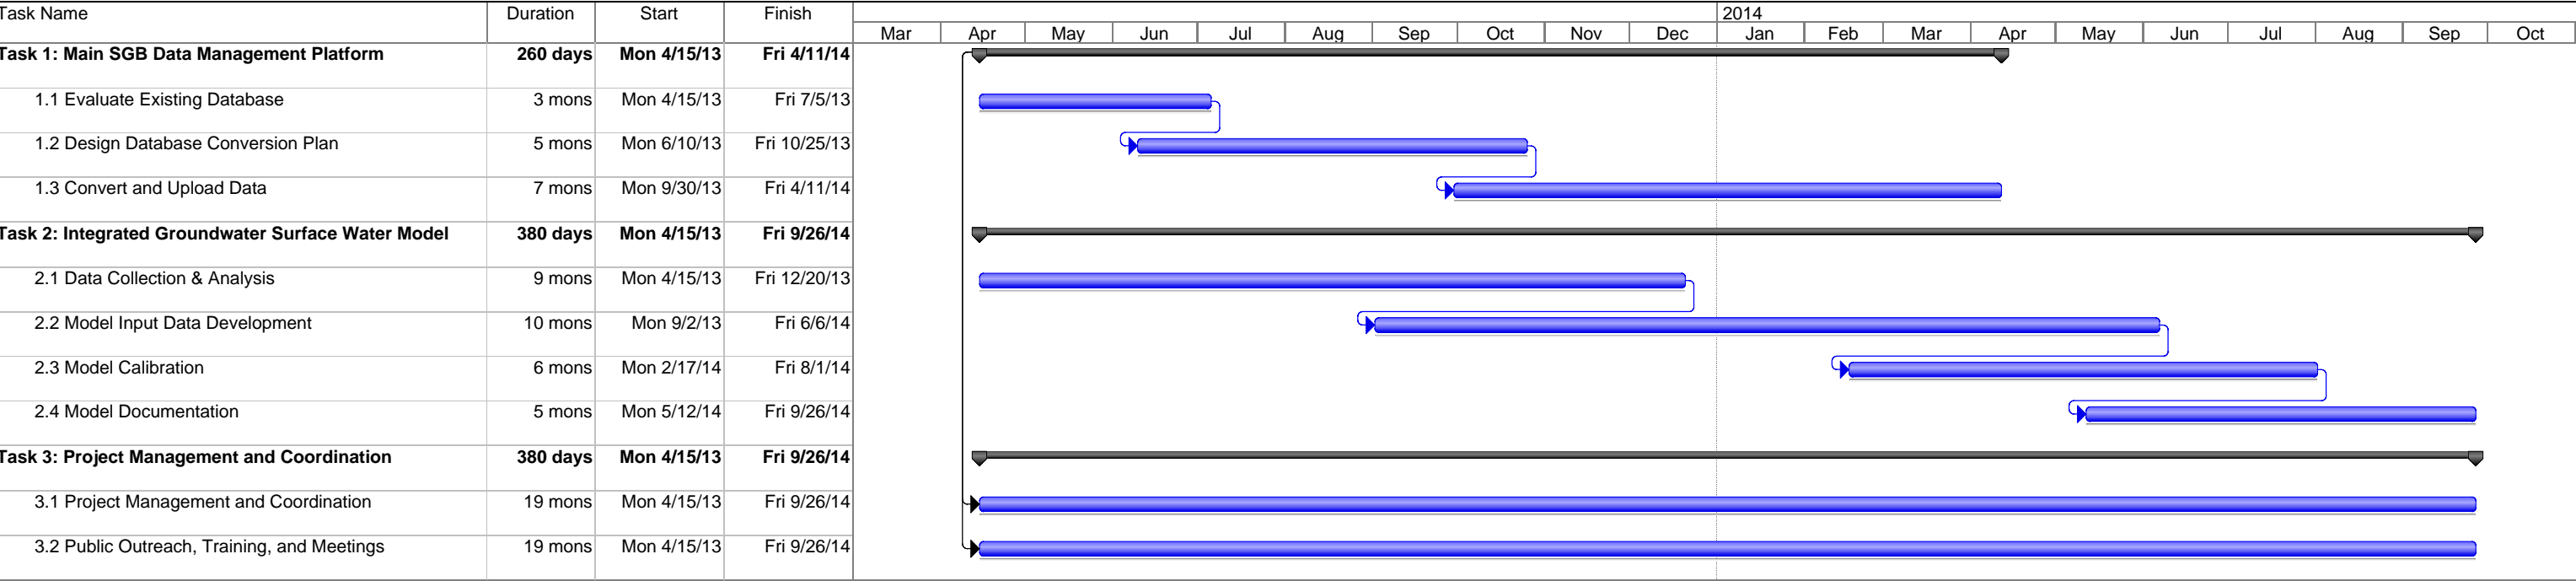 Task Name Duration Start Finish 2014
Mar Apr May Jun Jul Aug Sep Oct Nov Dec Jan Feb Mar Apr May Jun Jul Aug Sep Oct
Task 1: Main SGB Data Management Platform 260 days Mon 4/15/13 Fri 4/11/14
1.1 Evaluate Existing Database 3 mons Mon 4/15/13 Fri 7/5/13
1.2 Design Database Conversion Plan 5 mons Mon 6/10/13 Fri 10/25/13
1.3 Convert and Upload Data 7 mons Mon 9/30/13 Fri 4/11/14
Task 2: Integrated Groundwater Surface Water Model 380 days Mon 4/15/13 Fri 9/26/14
2.1 Data Collection & Analysis 9 mons Mon 4/15/13 Fri 12/20/13
2.2 Model Input Data Development 10 mons Mon 9/2/13 Fri 6/6/14
2.3 Model Calibration 6 mons Mon 2/17/14 Fri 8/1/14
2.4 Model Documentation 5 mons Mon 5/12/14 Fri 9/26/14
Task 3: Project Management and Coordination 380 days Mon 4/15/13 Fri 9/26/14
3.1 Project Management and Coordination 19 mons Mon 4/15/13 Fri 9/26/14
3.2 Public Outreach, Training, and Meetings 19 mons Mon 4/15/13 Fri 9/26/14